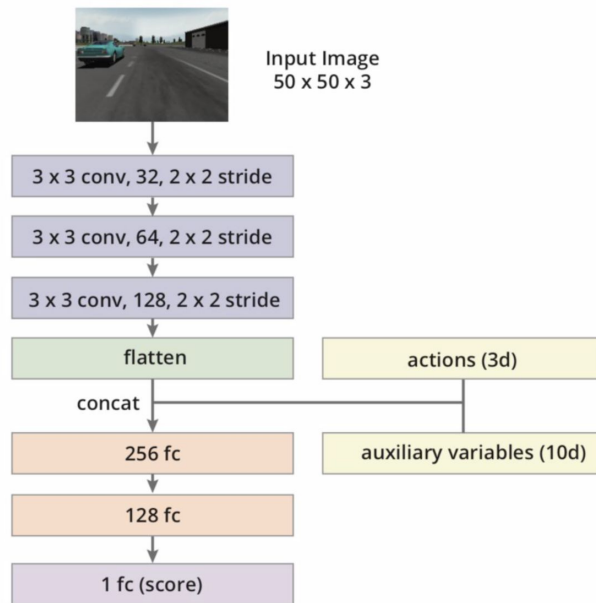 Input Image
50 x 50 x 3
3 x 3 conv, 32, 2 x 2 stride
3 x 3 conv, 64, 2 x 2 stride
3 x 3 conv, 128, 2 x 2 stride
flatten
actions (3d)
concat
256 fc
auxiliary variables (10d)
128 fc
1 fc (score)